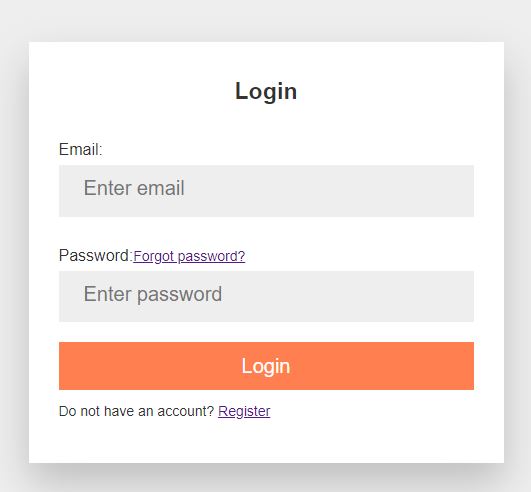 Login
Email:
Enter email
Password:Forgot password?
Enter password
Login
Do not have an account? Register